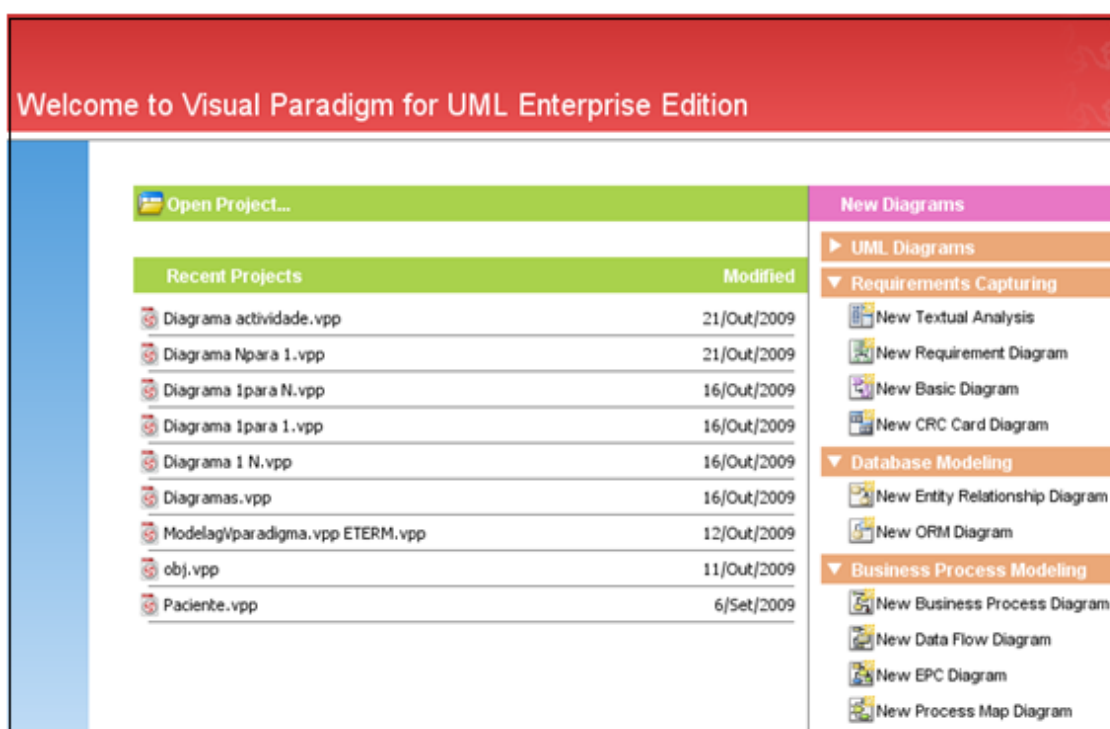 Welcome to Visual Paradigm for UML Enterprise Edition
Open Project...
Recent Projects Modified
Diagrama actividade.vpp 21/Out/2009
Diagrama Npara 1.vpp 21/Out/2009
Diagrama 1para N.vpp 16/Out/2009
Diagrama 1para 1.vpp 16/Out/2009
Diagrama 1 N.vpp 16/Out/2009
Diagramas.vpp 16/Out/2009
ModelagVparadigma.vpp ETERM.vpp 12/Out/2009
obj.vpp 11/Out/2009
Paciente.vpp 6/Set/2009
New Diagrams
UML Diagrams
Requirements Capturing
New Textual Analysis
New Requirement Diagram
New Basic Diagram
New CRC Card Diagram
Database Modeling
New Entity Relationship Diagram
New ORM Diagram
Business Process Modeling
New Business Process Diagram
New Data Flow Diagram
New EPC Diagram
New Process Map Diagram